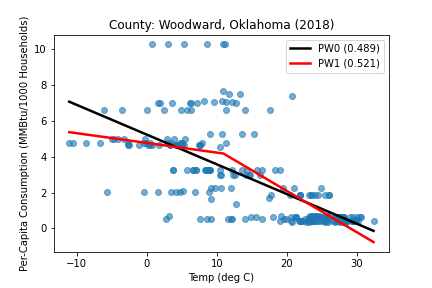 County: Woodward, Oklahoma (2018)
Per-Capita Consumption (MMBtu/1000 Households)
10
8
6
4
2
0
PW0 (0.489)
PW1 (0.521)
−10 0 10 20 30
Temp (deg C)